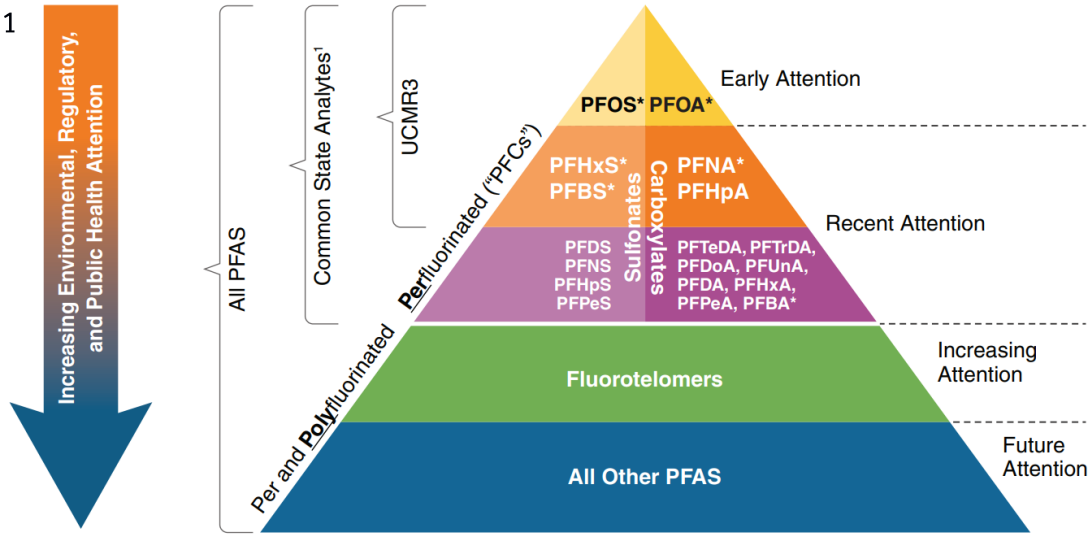 1
Increasing Environmental, Regulatory,
and Public Health Attention
All PFAS
Common State Analytes¹
UCMR3
Perfluorinated (“PFCs”)
Per and Polyfluorinated
PFOS* PFOA*
Early Attention
PFHxS*
PFBS*
Sulfonates
Carboxylates
PFNA*
PFHpA
Recent Attention
PFDS
PFNS
PFHpS
PFPeS
PFTeDA, PFTrDA,
PFDoA, PFUnA,
PFDA, PFHxA,
PFPeA, PFBA*
Fluorotelomers
Increasing
Attention
All Other PFAS
Future
Attention